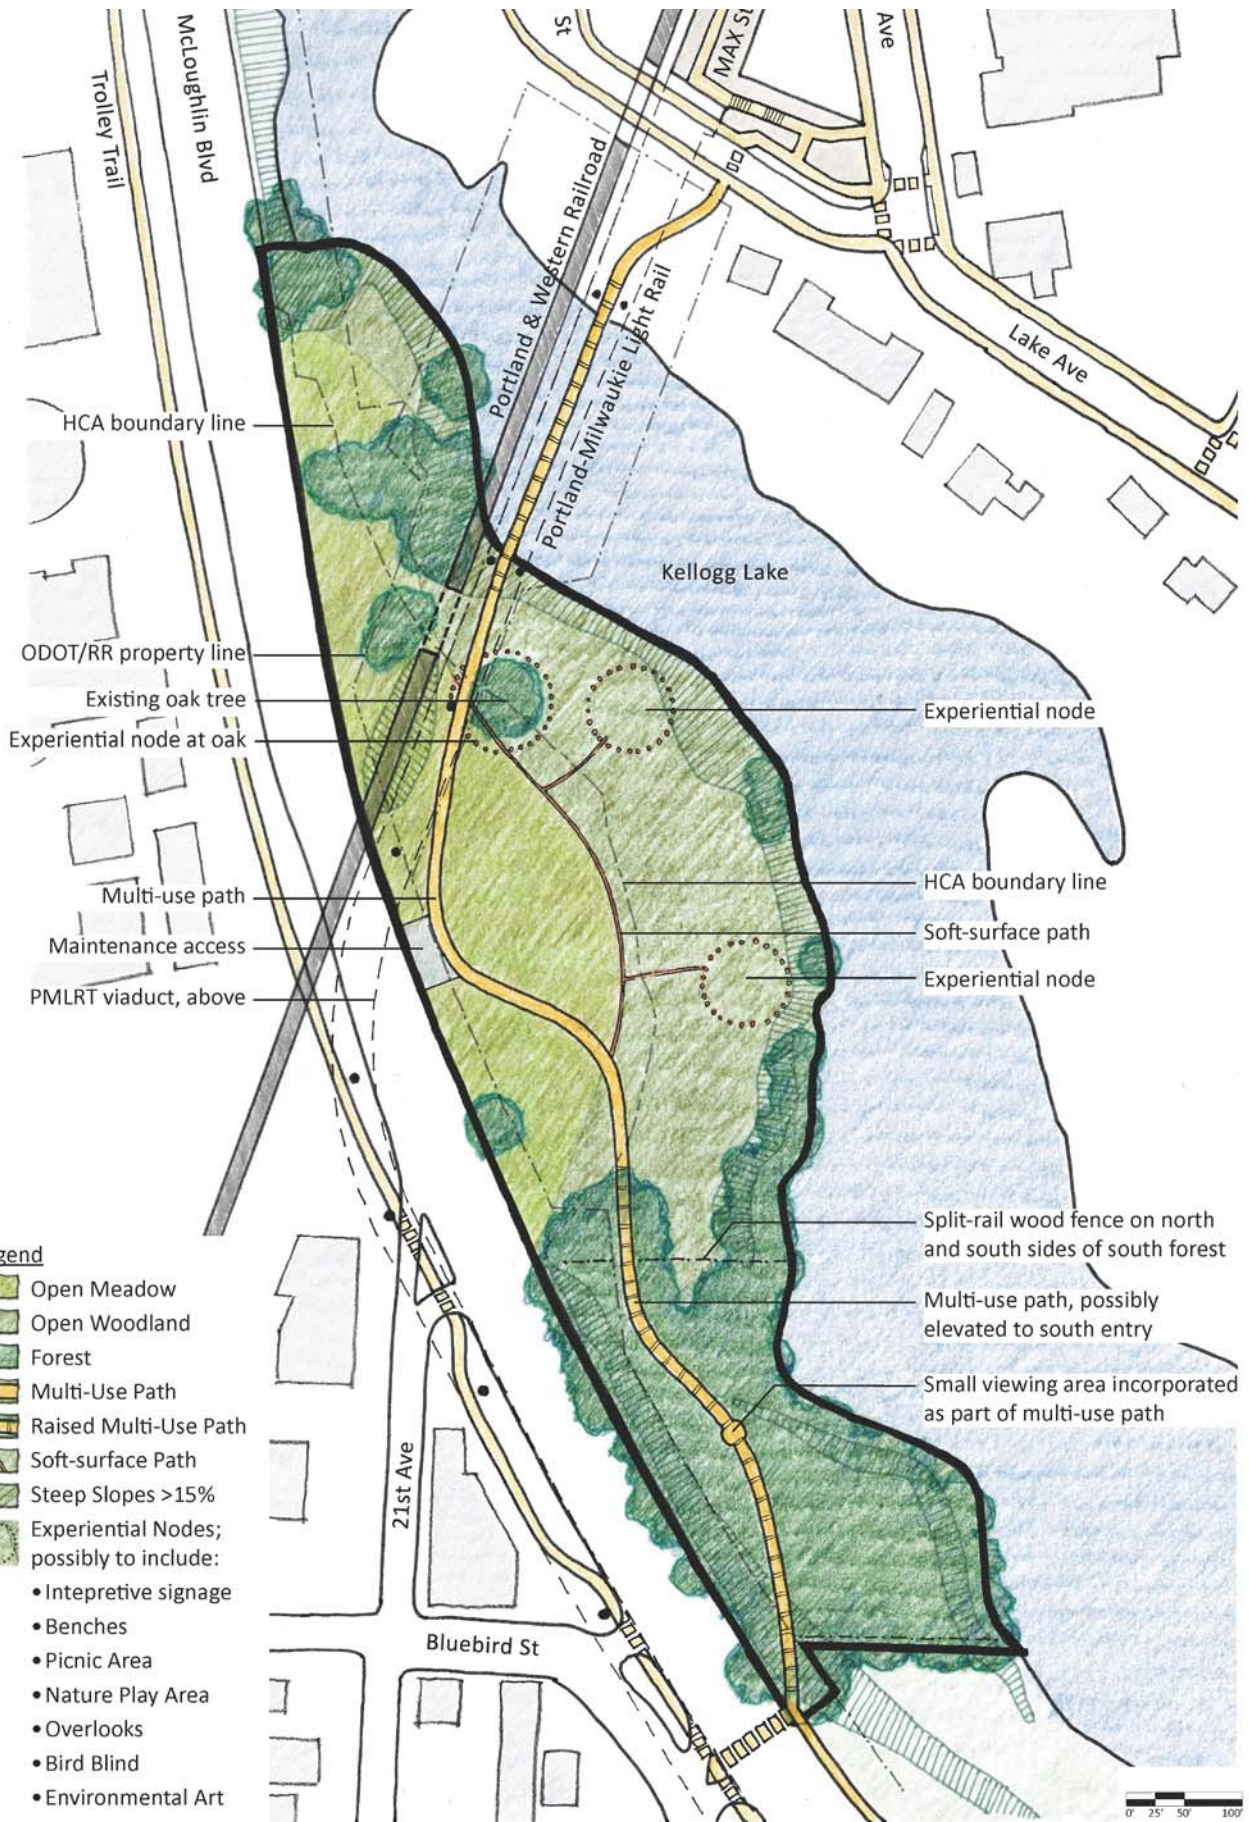 St
MAX St
Ave
McLoughlin Blvd
Trolley Trail
Portland & Western Railroad
Portland-Milwaukie Light Rail
Lake Ave
HCA boundary line
Kellogg Lake
ODOT/RR property line
Existing oak tree
Experiential node at oak
Experiential node
Multi-use path
Maintenance access
PMLRT viaduct, above
HCA boundary line
Soft-surface path
Experiential node
Split-rail wood fence on north
and south sides of south forest
Multi-use path, possibly
elevated to south entry
Small viewing area incorporated
as part of multi-use path
gend
Open Meadow
Open Woodland
Forest
Multi-Use Path
Raised Multi-Use Path
Soft-surface Path
Steep Slopes >15%
Experiential Nodes;
possibly to include:
• Intepretive signage
• Benches
• Picnic Area
• Nature Play Area
• Overlooks
• Bird Blind
• Environmental Art
21st Ave
Bluebird St
0' 25' 50' 100'